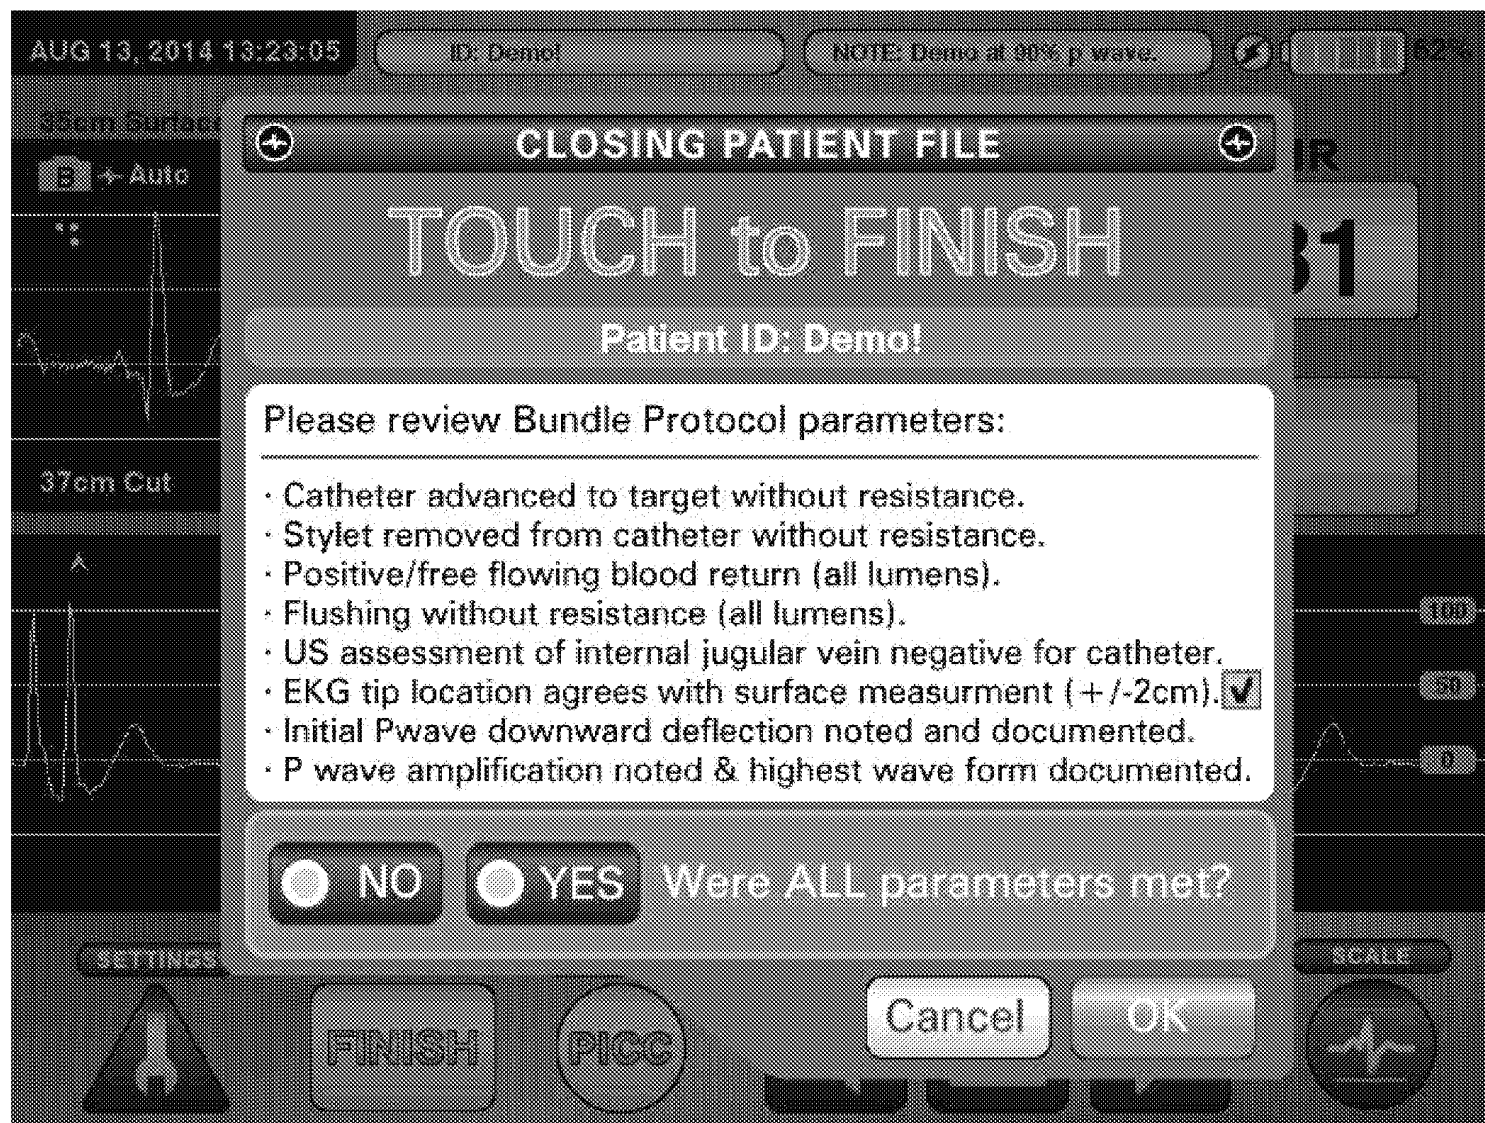 AUG 13, 2014 13:23:05
ID: Demo!
NOTE: Demo at 90% p wave.
62%
35cm Surface
CLOSING PATIENT FILE
B + Auto
TOUCH to FINISH
Patient ID: Demo!
Please review Bundle Protocol parameters:
37cm Cut
· Catheter advanced to target without resistance.
· Stylet removed from catheter without resistance.
· Positive/free flowing blood return (all lumens).
· Flushing without resistance (all lumens).
· US assessment of internal jugular vein negative for catheter.
· EKG tip location agrees with surface measurment (+/-2cm).
· Initial Pwave downward deflection noted and documented.
· P wave amplification noted & highest wave form documented.
100
50
0
NO YES Were ALL parameters met?
SETTINGS
SCALE
FINISH
PICC
Cancel
OK